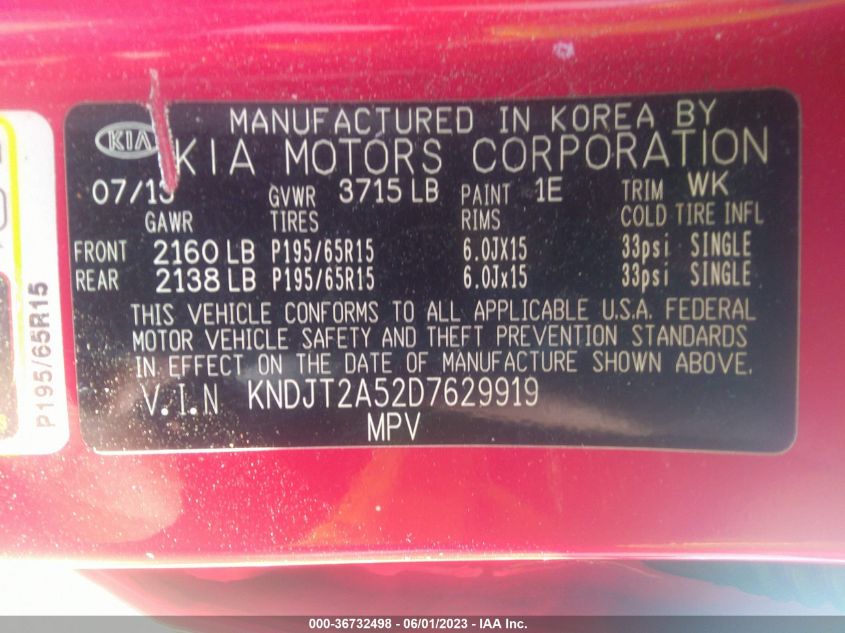 MANUFACTURED IN KOREA BY
KIA KIA MOTORS CORPORATION
07/13 GVWR 3715 LB PAINT 1E TRIM WK
GAWR TIRES RIMS COLD TIRE INFL
FRONT 2160 LB P195/65R15 6.0JX15 33psi SINGLE
REAR 2138 LB P195/65R15 6.0Jx15 33psi SINGLE
THIS VEHICLE CONFORMS TO ALL APPLICABLE U.S.A. FEDERAL
MOTOR VEHICLE SAFETY AND THEFT PREVENTION STANDARDS
IN EFFECT ON THE DATE OF MANUFACTURE SHOWN ABOVE.
V.I.N KNDJT2A52D7629919
MPV
P195/65R15
000-36732498 - 06/01/2023 - IAA Inc.